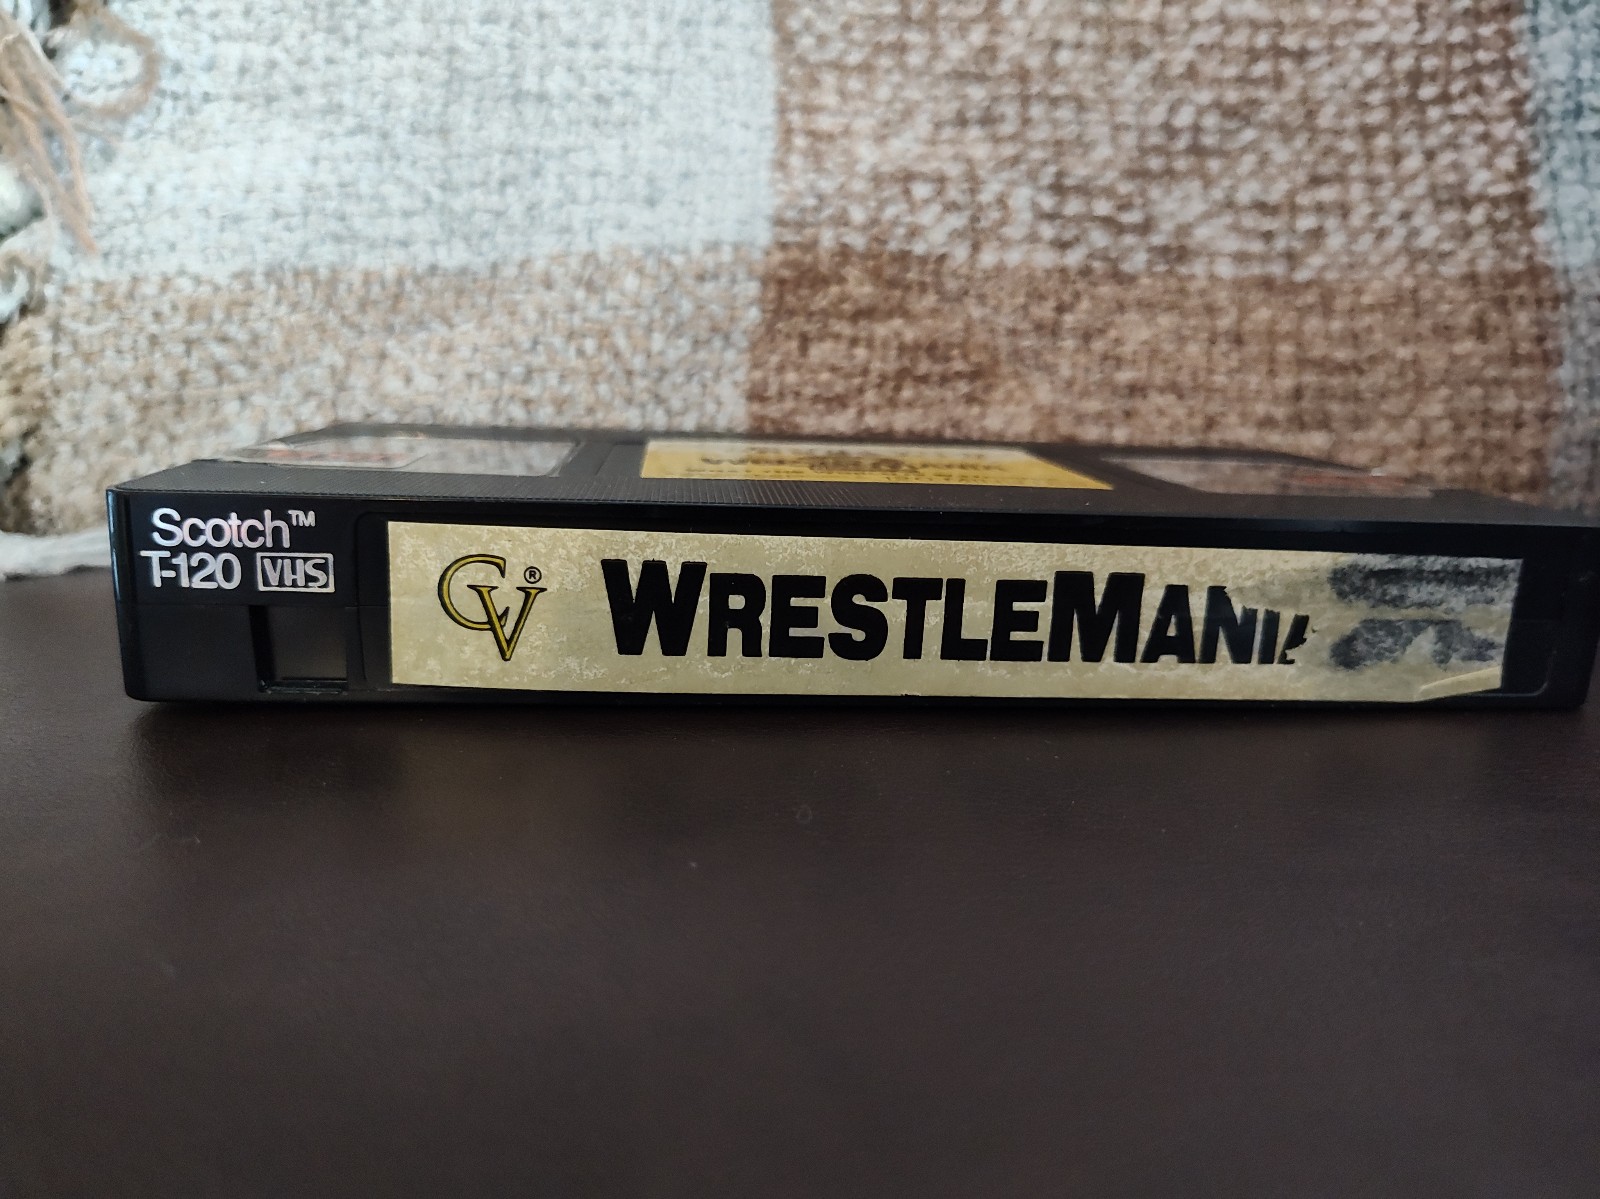 Scotch™
T-120 VHS
CV® WRESTLEMANI